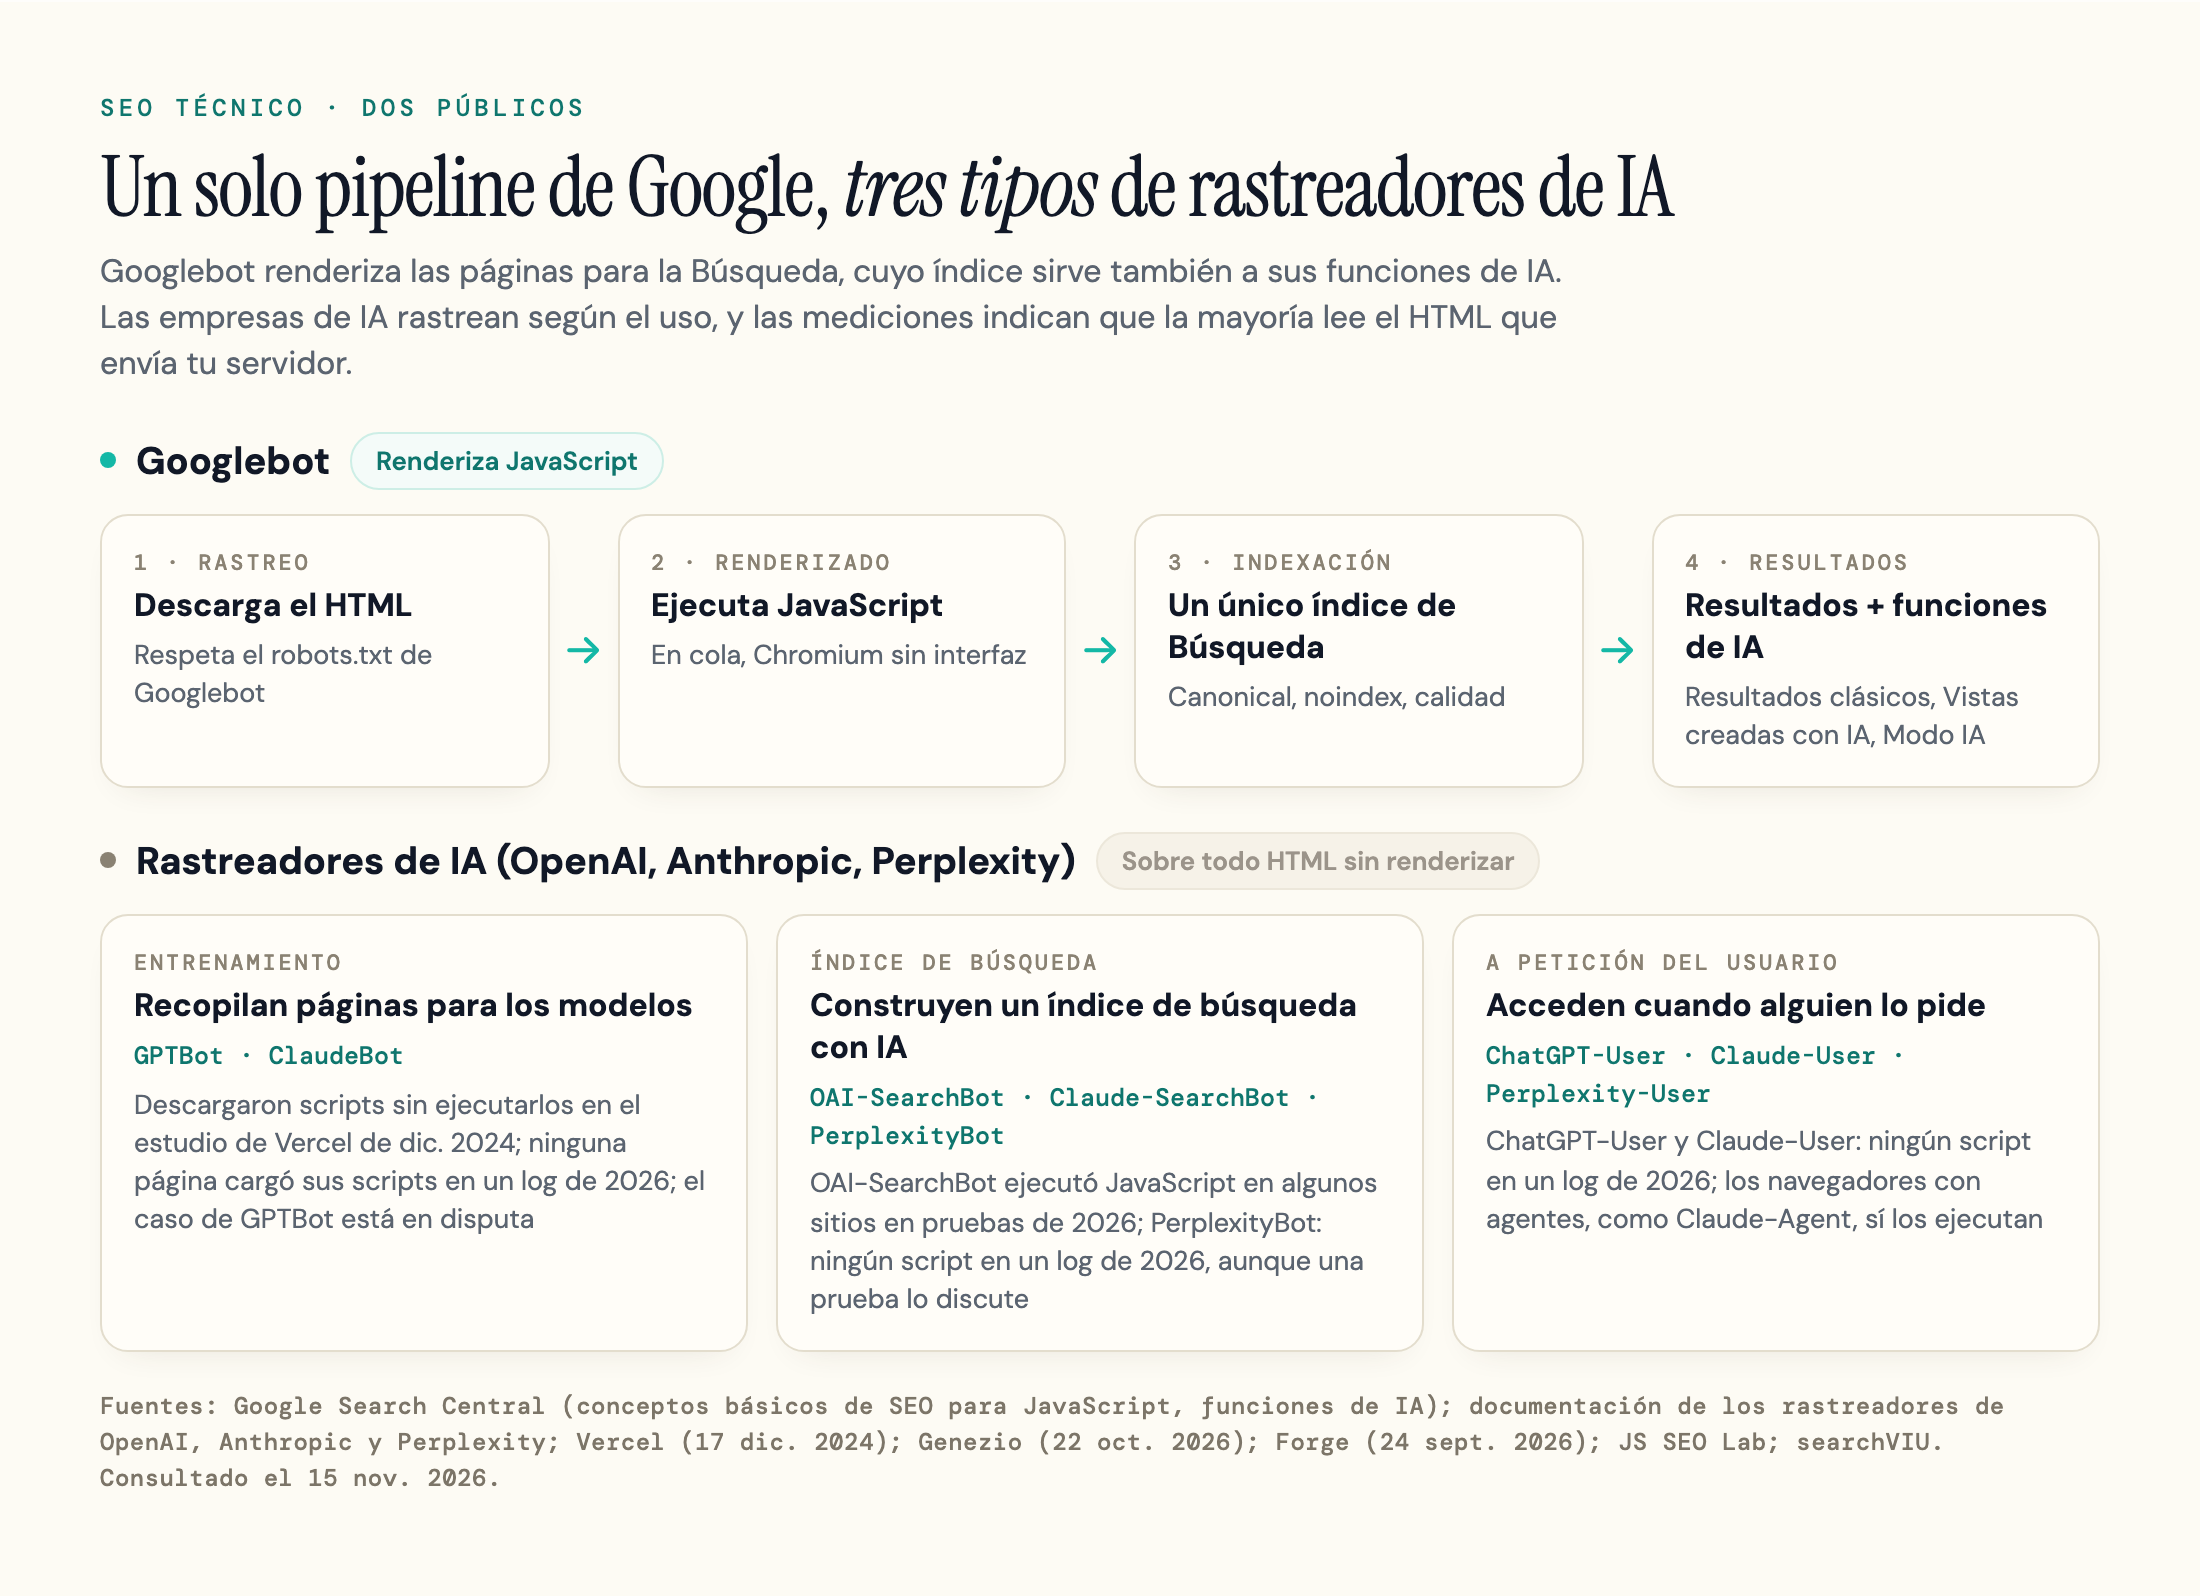 SEO TÉCNICO · DOS PÚBLICOS
Un solo pipeline de Google, tres tipos de rastreadores de IA
Googlebot renderiza las páginas para la Búsqueda, cuyo índice sirve también a sus funciones de IA.
Las empresas de IA rastrean según el uso, y las mediciones indican que la mayoría lee el HTML que
envía tu servidor.
Googlebot
Renderiza JavaScript
1 · RASTREO
Descarga el HTML
Respeta el robots.txt de
Googlebot
2 · RENDERIZADO
Ejecuta JavaScript
En cola, Chromium sin interfaz
3 · INDEXACIÓN
Un único índice de
Búsqueda
Canonical, noindex, calidad
4 · RESULTADOS
Resultados + funciones
de IA
Resultados clásicos, Vistas
creadas con IA, Modo IA
Rastreadores de IA (OpenAI, Anthropic, Perplexity)
Sobre todo HTML sin renderizar
ENTRENAMIENTO
Recopilan páginas para los modelos
GPTBot · ClaudeBot
Descargaron scripts sin ejecutarlos en el
estudio de Vercel de dic. 2024; ninguna
página cargó sus scripts en un log de 2026; el
caso de GPTBot está en disputa
ÍNDICE DE BÚSQUEDA
Construyen un índice de búsqueda
con IA
OAI-SearchBot · Claude-SearchBot ·
PerplexityBot
OAI-SearchBot ejecutó JavaScript en algunos
sitios en pruebas de 2026; PerplexityBot:
ningún script en un log de 2026, aunque una
prueba lo discute
A PETICIÓN DEL USUARIO
Acceden cuando alguien lo pide
ChatGPT-User · Claude-User ·
Perplexity-User
ChatGPT-User y Claude-User: ningún script
en un log de 2026; los navegadores con
agentes, como Claude-Agent, sí los ejecutan
Fuentes: Google Search Central (conceptos básicos de SEO para JavaScript, funciones de IA); documentación de los rastreadores de
OpenAI, Anthropic y Perplexity; Vercel (17 dic. 2024); Genezio (22 oct. 2026); Forge (24 sept. 2026); JS SEO Lab; searchVIU.
Consultado el 15 nov. 2026.